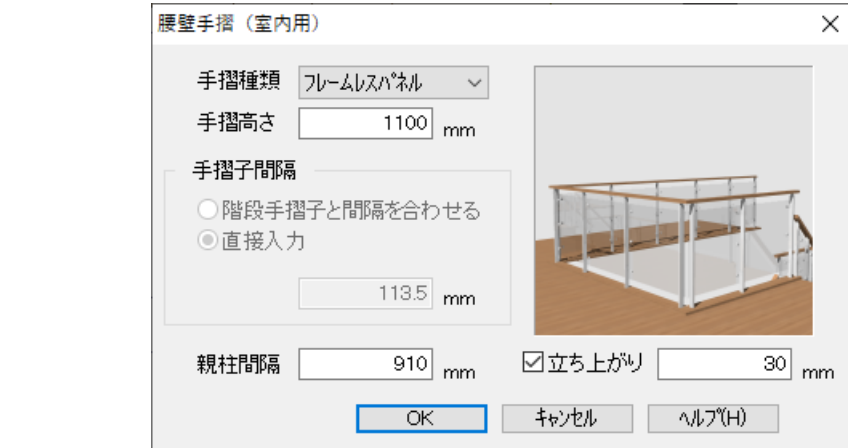 腰壁手摺（室内用）
手摺種類 ﾌﾚｰﾑﾚｽﾊﾟﾈﾙ
手摺高さ 1100 mm
手摺子間隔
階段手摺子と間隔を合わせる
直接入力
113.5 mm
親柱間隔 910 mm 立ち上がり 30 mm
OK ｷｬﾝｾﾙ ﾍﾙﾌﾟ(H)